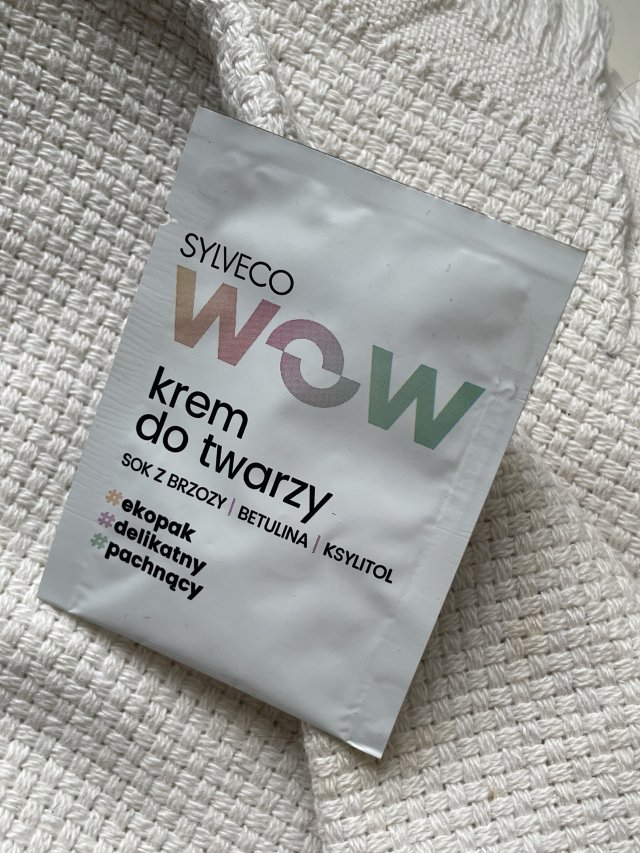 SYLVECO
WOW
krem
do twarzy
SOK Z BRZOZY | BETULINA | KSYLITOL
#ekopak
#delikatny
#pachnący